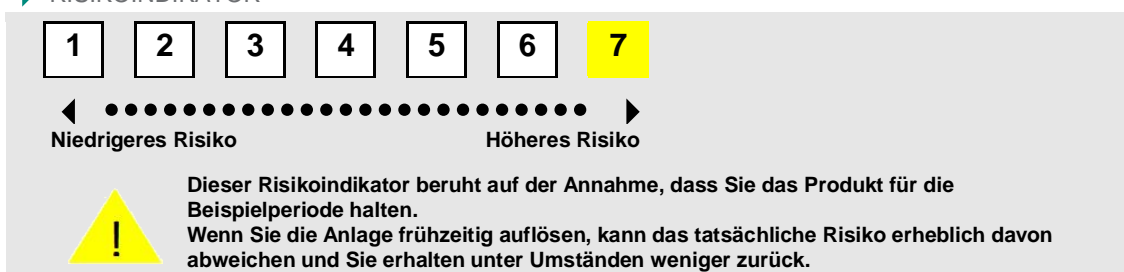 RISIKOINDIKATOR
1 2 3 4 5 6 7
Niedrigeres Risiko Höheres Risiko
Dieser Risikoindikator beruht auf der Annahme, dass Sie das Produkt für die
Beispielperiode halten.
Wenn Sie die Anlage frühzeitig auflösen, kann das tatsächliche Risiko erheblich davon
abweichen und Sie erhalten unter Umständen weniger zurück.